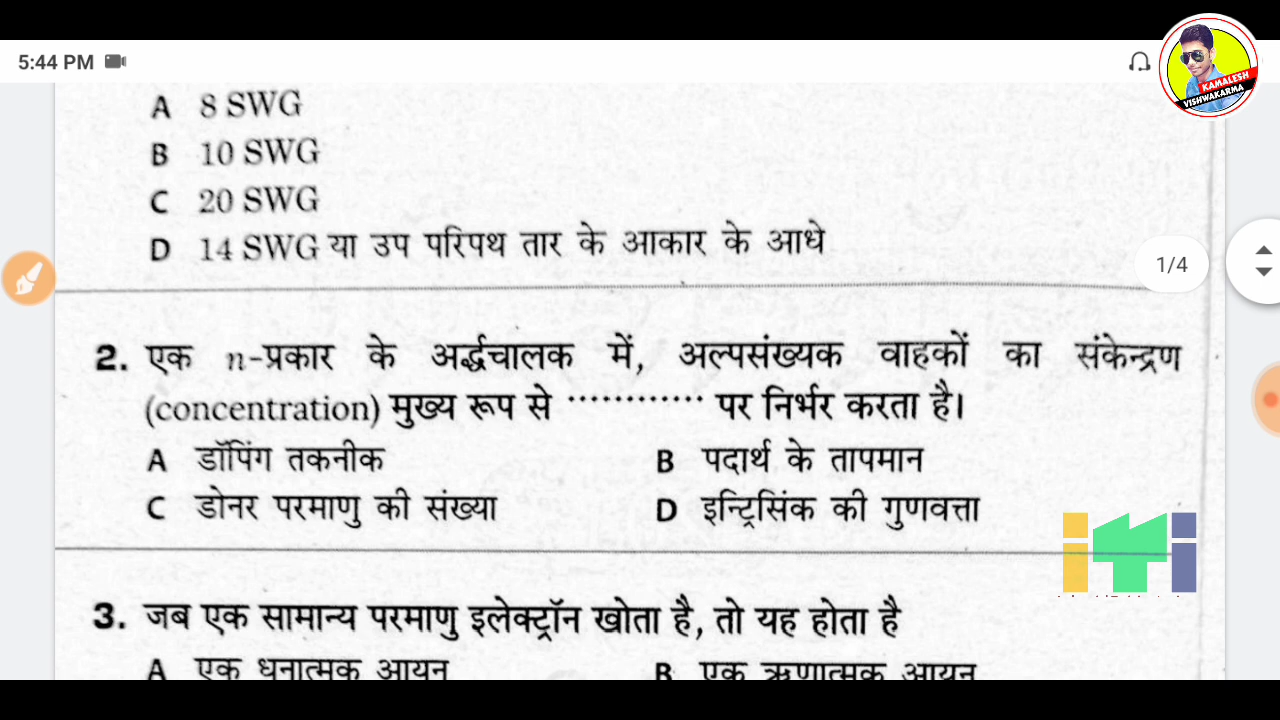 5:44 PM
KAMALESH
VISHWAKARMA
A 8 SWG
B 10 SWG
C 20 SWG
D 14 SWG या उप परिपथ तार के आकार के आधे
1/4
2. एक n-प्रकार के अर्द्धचालक में, अल्पसंख्यक वाहकों का संकेन्द्रण
(concentration) मुख्य रूप से ············ पर निर्भर करता है।
A डॉपिंग तकनीक B पदार्थ के तापमान
C डोनर परमाणु की संख्या D इन्ट्रिसिंक की गुणवत्ता
iTi
3. जब एक सामान्य परमाणु इलेक्ट्रॉन खोता है, तो यह होता है
A एक धनात्मक आयन B एक ऋणात्मक आयन